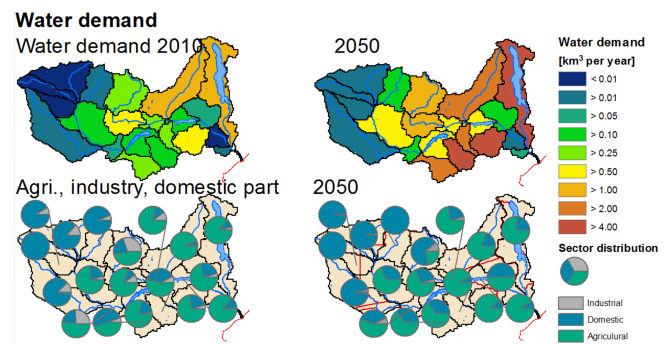 Water demand
Water demand 2010
2050
Water demand
[km³ per year]
< 0.01
> 0.01
> 0.05
> 0.10
> 0.25
> 0.50
> 1.00
> 2.00
> 4.00
Agri., industry, domestic part
2050
Sector distribution
Industrial
Domestic
Agriculural